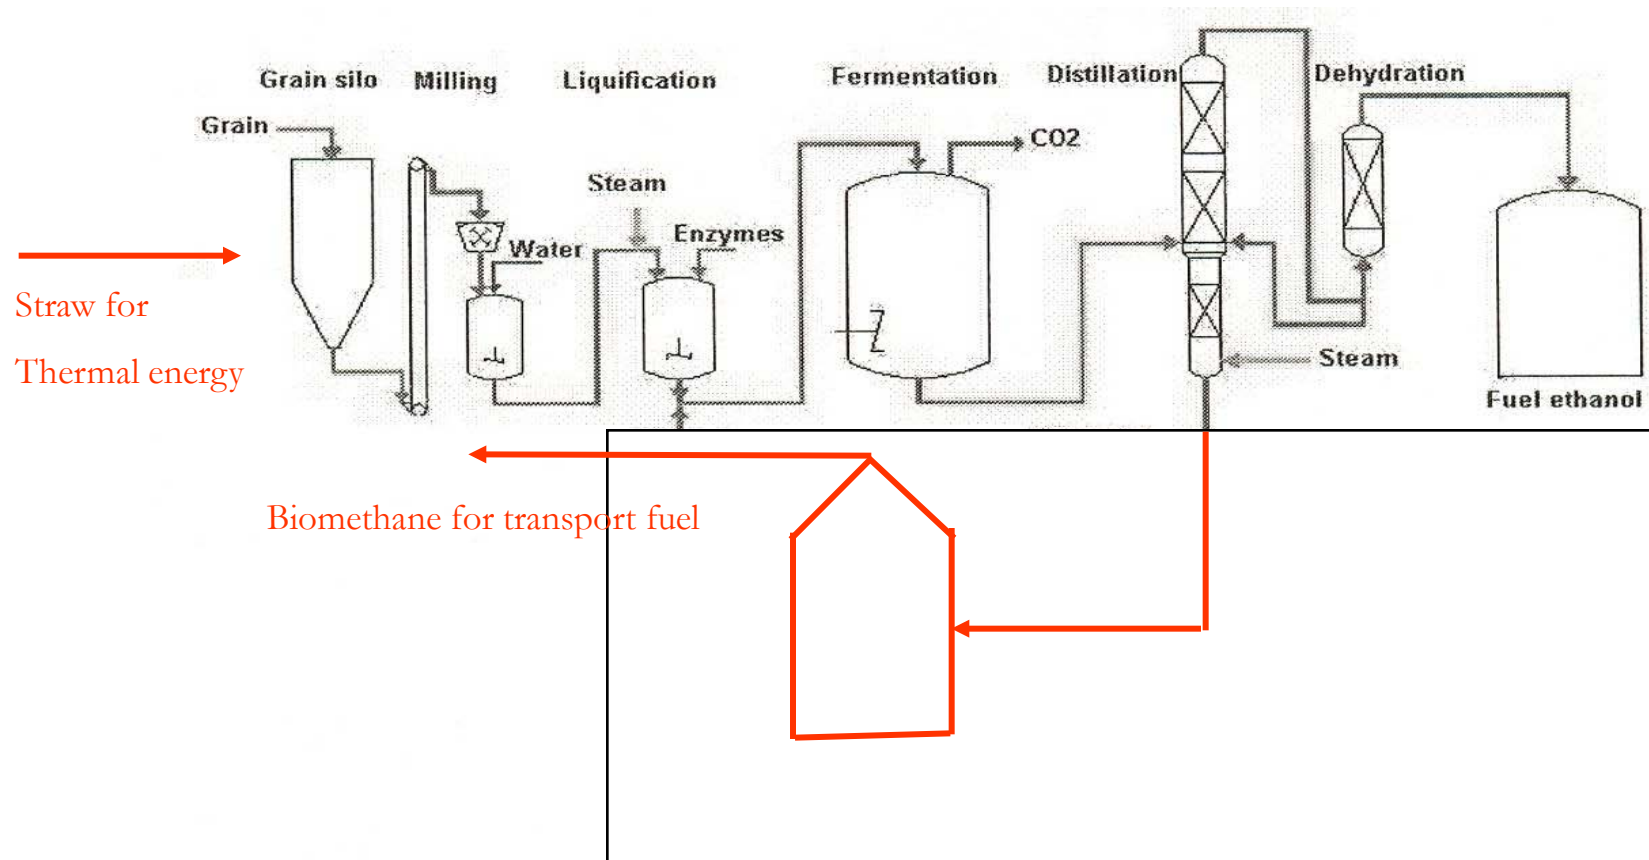 Grain silo
Milling
Liquification
Fermentation
Distillation
Dehydration
Grain
CO2
Steam
Water
Enzymes
Straw for
Thermal energy
Steam
Fuel ethanol
Biomethane for transport fuel